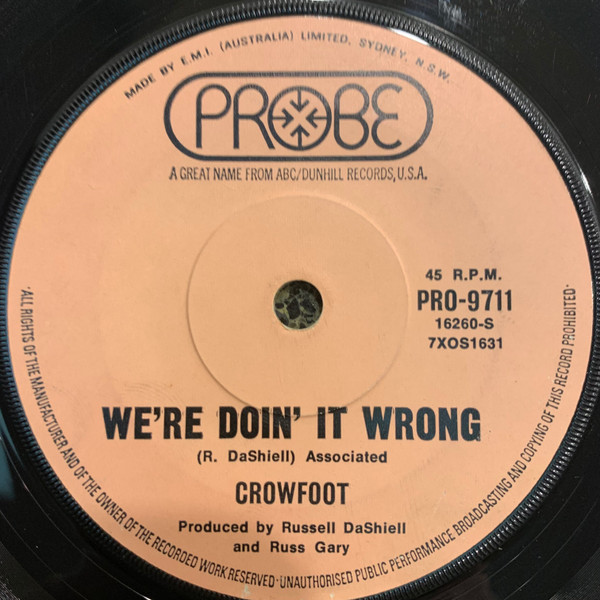 MADE BY E.M.I. (AUSTRALIA) LIMITED, SYDNEY, N.S.W.
PROBE
A GREAT NAME FROM ABC/DUNHILL RECORDS, U.S.A.
45 R.P.M.
PRO-9711
16260-S
7XOS1631
WE'RE DOIN' IT WRONG
(R. DaShiell) Associated
CROWFOOT
Produced by Russell DaShiell
and Russ Gary
·ALL RIGHTS OF THE MANUFACTURER AND OF THE OWNER OF THE RECORDED WORK RESERVED·UNAUTHORISED PUBLIC PERFORMANCE BROADCASTING AND COPYING OF THIS RECORD PROHIBITED·